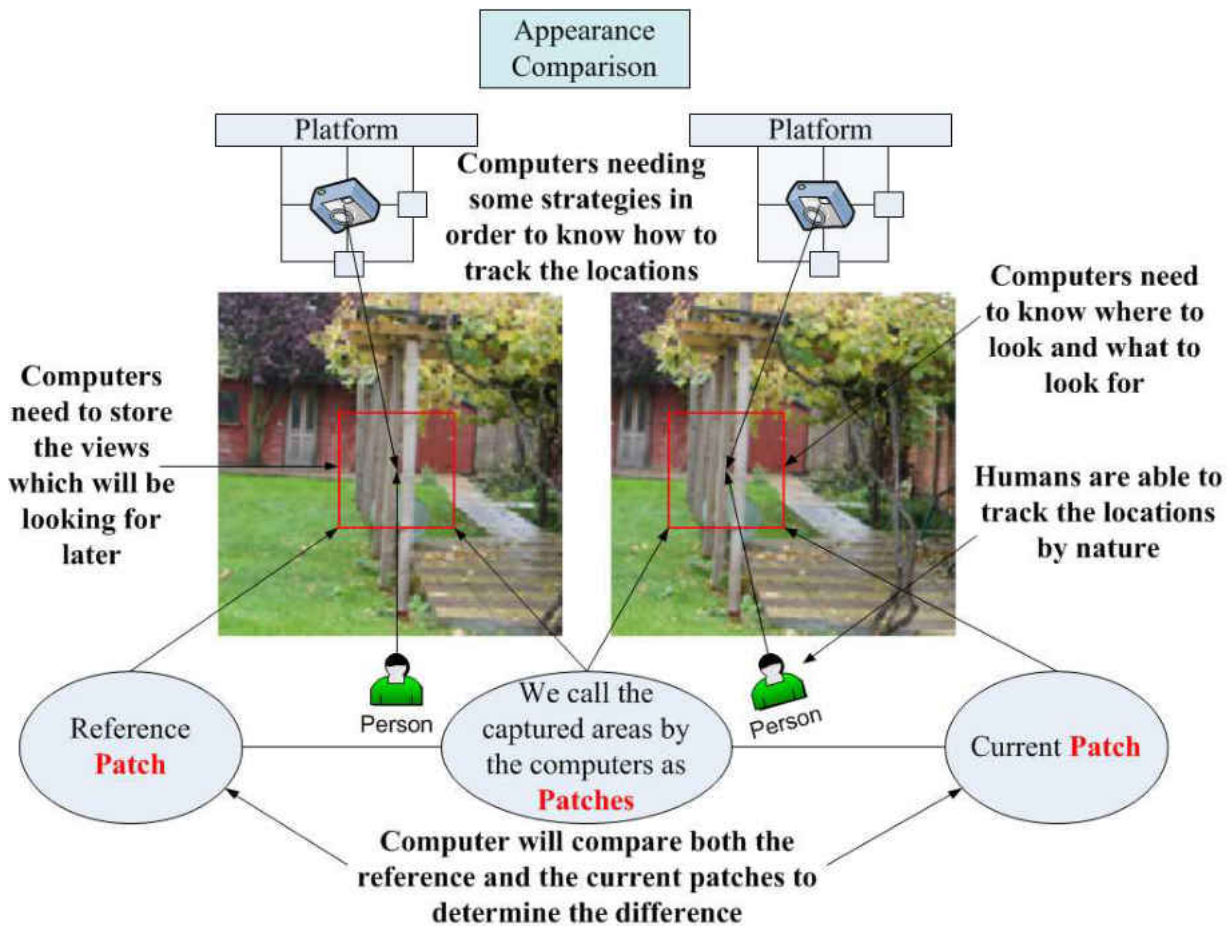 Appearance
Comparison
Platform
Platform
Computers needing
some strategies in
order to know how to
track the locations
Computers need
to know where to
look and what to
look for
Computers
need to store
the views
which will be
looking for
later
Humans are able to
track the locations
by nature
Person
Person
Reference
Patch
We call the
captured areas by
the computers as
Patches
Current Patch
Computer will compare both the
reference and the current patches to
determine the difference